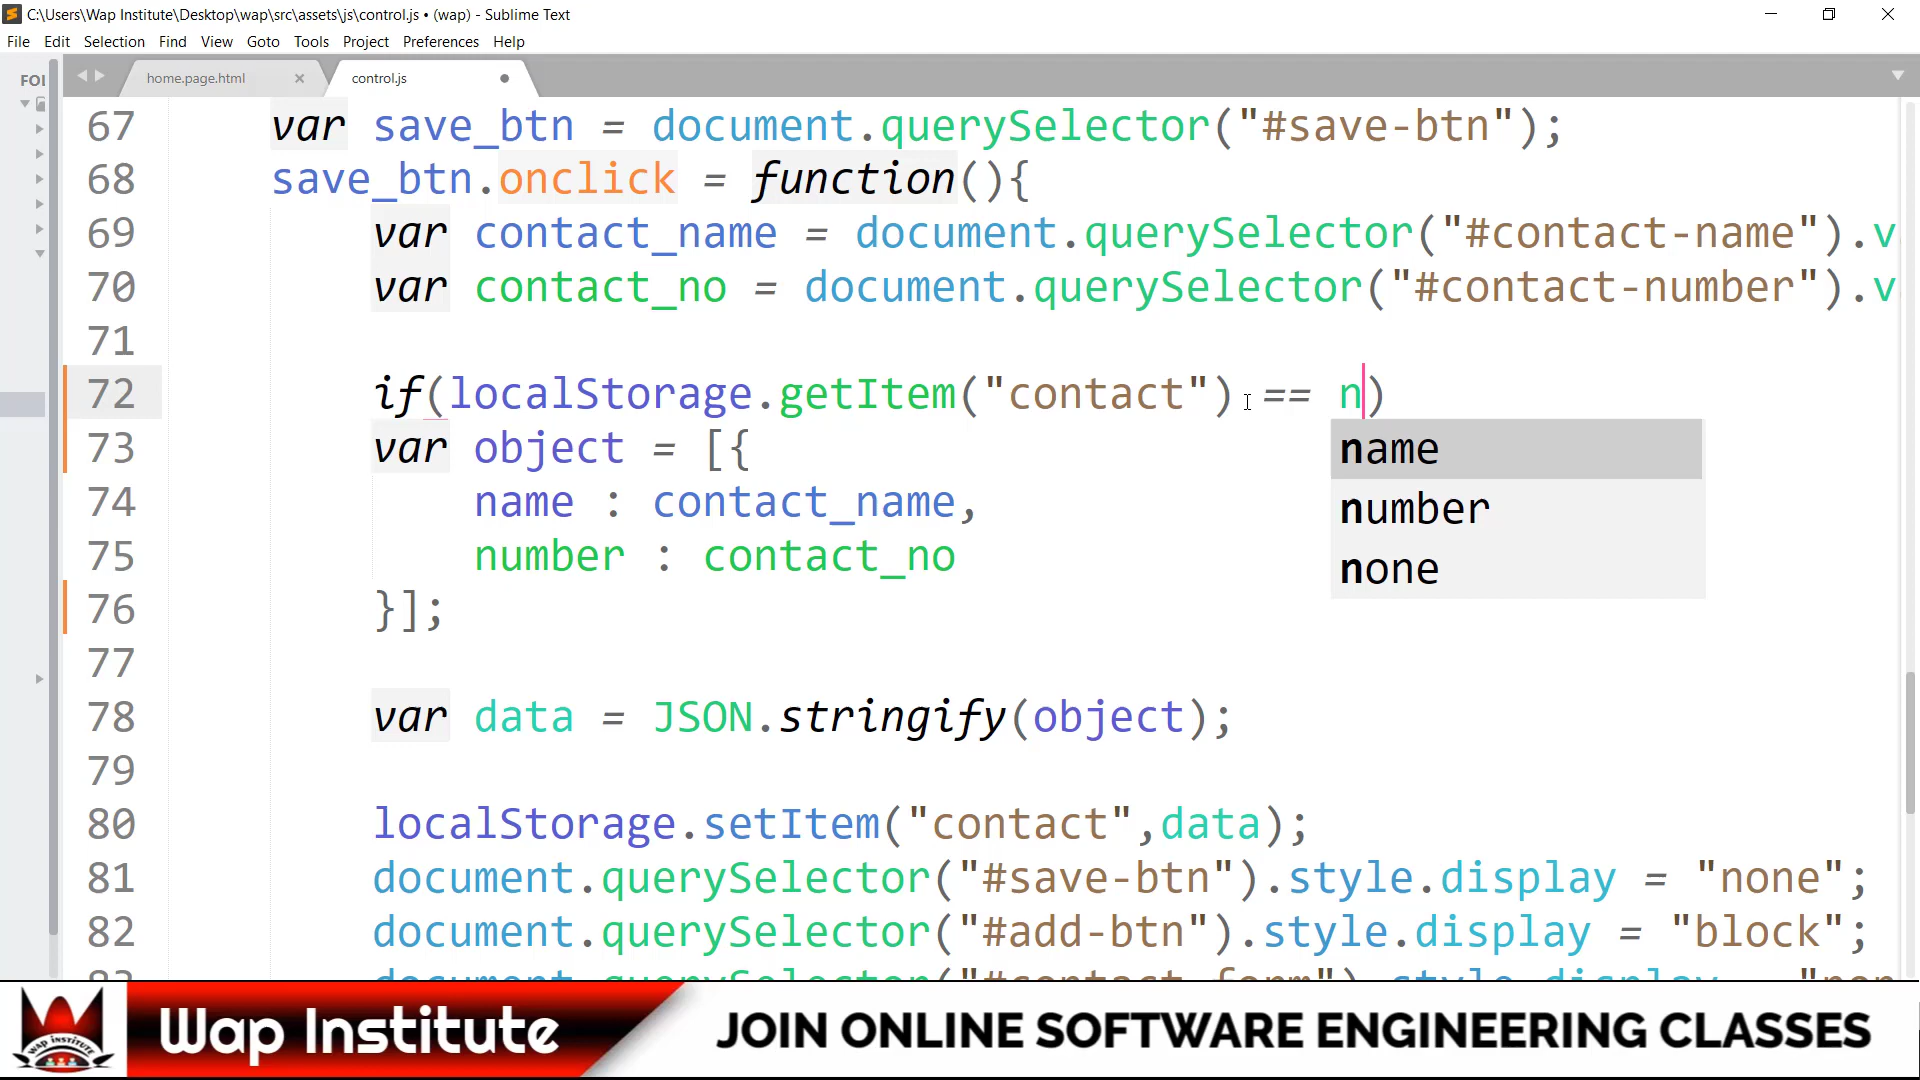 C:\Users\Wap Institute\Desktop\wap\src\assets\js\control.js • (wap) - Sublime Text
File Edit Selection Find View Goto Tools Project Preferences Help
FOL
home.page.html control.js
67 var save_btn = document.querySelector("#save-btn");
68 save_btn.onclick = function(){
69 var contact_name = document.querySelector("#contact-name").v
70 var contact_no = document.querySelector("#contact-number").v
71
72 if(localStorage.getItem("contact") == n)
73 var object = [{
name
74 name : contact_name,
number
75 number : contact_no
none
76 }];
77
78 var data = JSON.stringify(object);
79
80 localStorage.setItem("contact",data);
81 document.querySelector("#save-btn").style.display = "none";
82 document.querySelector("#add-btn").style.display = "block";
Wap Institute
JOIN ONLINE SOFTWARE ENGINEERING CLASSES
WAP INSTITUTE